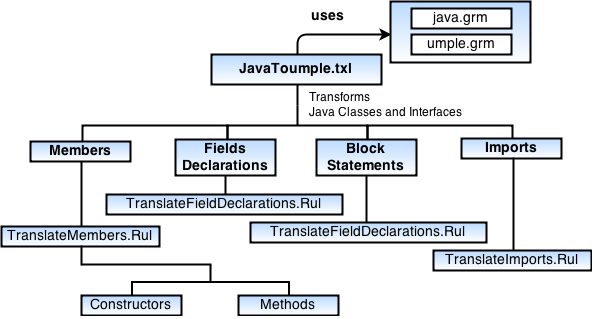 uses
java.grm
umple.grm
JavaToumple.txl
Transforms
Java Classes and Interfaces
Members
Fields
Declarations
Block
Statements
Imports
TranslateFieldDeclarations.Rul
TranslateMembers.Rul
TranslateFieldDeclarations.Rul
TranslateImports.Rul
Constructors
Methods